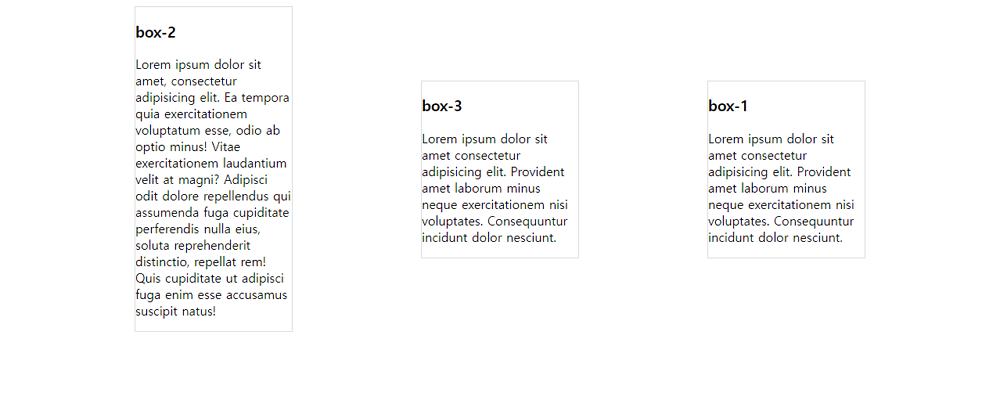 box-2
Lorem ipsum dolor sit
amet, consectetur
adipisicing elit. Ea tempora
quia exercitationem
voluptatum esse, odio ab
optio minus! Vitae
exercitationem laudantium
velit at magni? Adipisci
odit dolore repellendus qui
assumenda fuga cupiditate
perferendis nulla eius,
soluta reprehenderit
distinctio, repellat rem!
Quis cupiditate ut adipisci
fuga enim esse accusamus
suscipit natus!
box-3
Lorem ipsum dolor sit
amet consectetur
adipisicing elit. Provident
amet laborum minus
neque exercitationem nisi
voluptates. Consequuntur
incidunt dolor nesciunt.
box-1
Lorem ipsum dolor sit
amet consectetur
adipisicing elit. Provident
amet laborum minus
neque exercitationem nisi
voluptates. Consequuntur
incidunt dolor nesciunt.